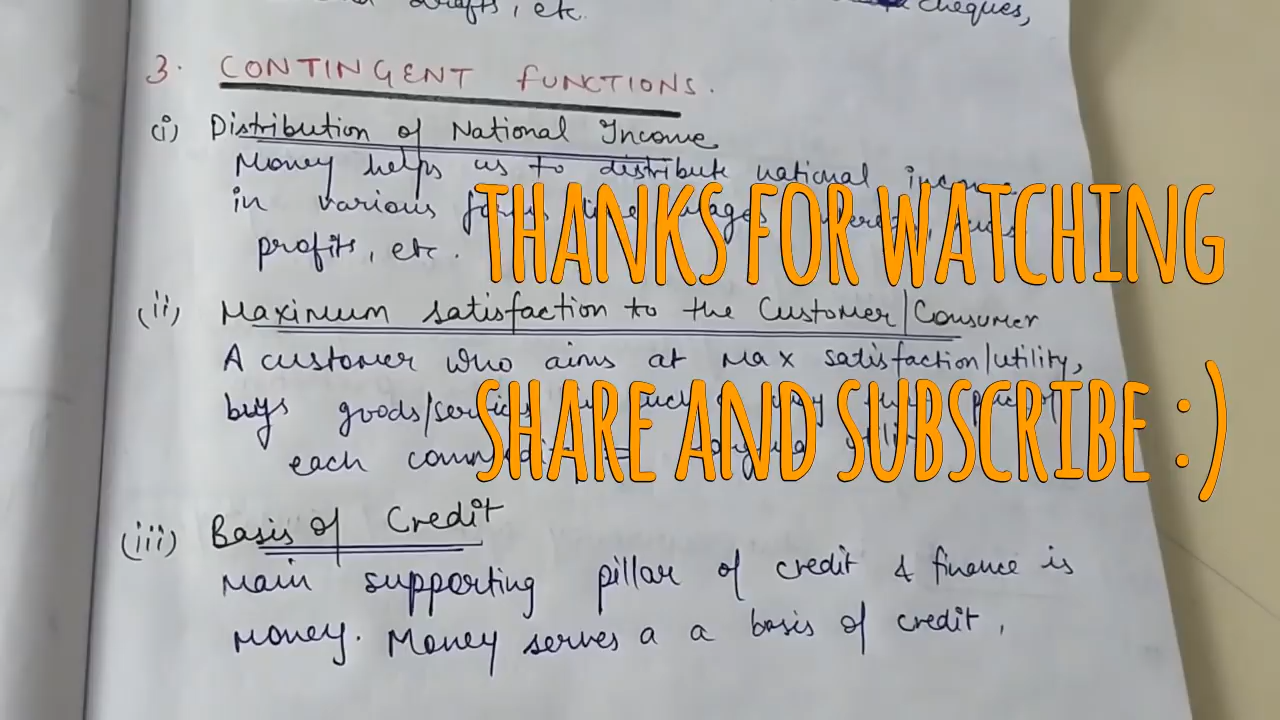 drafts, etc. cheques,
3. CONTINGENT FUNCTIONS.
(i) Distribution of National Income
Money helps us to distribute national income
in various
profits, etc.
THANKS FOR WATCHING
(ii) Maximum satisfaction to the Customer/Consumer
A customer who aims at max satisfaction/utility,
buys goods/services
each
SHARE AND SUBSCRIBE :)
(iii) Basis of Credit
Main supporting pillar of credit & finance is
money. Money serves a a basis of credit,